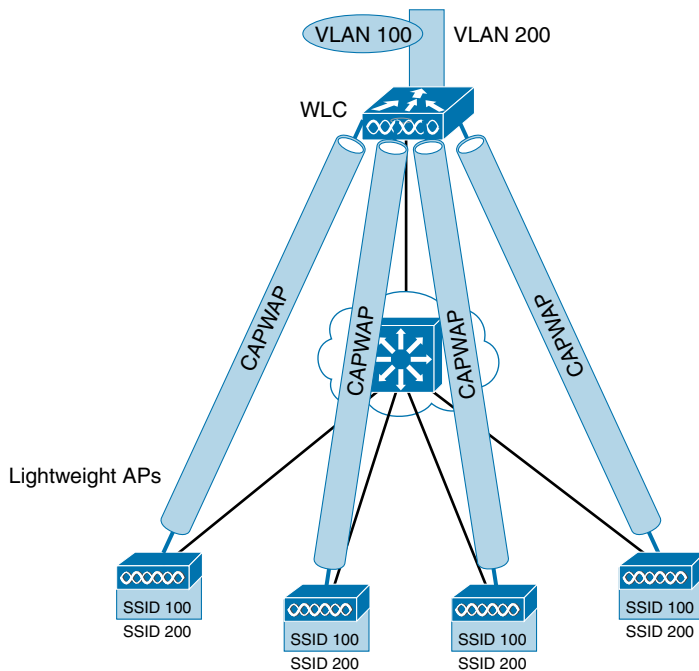 VLAN 100
VLAN 200
WLC
CAPWAP
CAPWAP
CAPWAP
CAPWAP
Lightweight APs
SSID 100
SSID 200
SSID 100
SSID 200
SSID 100
SSID 200
SSID 100
SSID 200